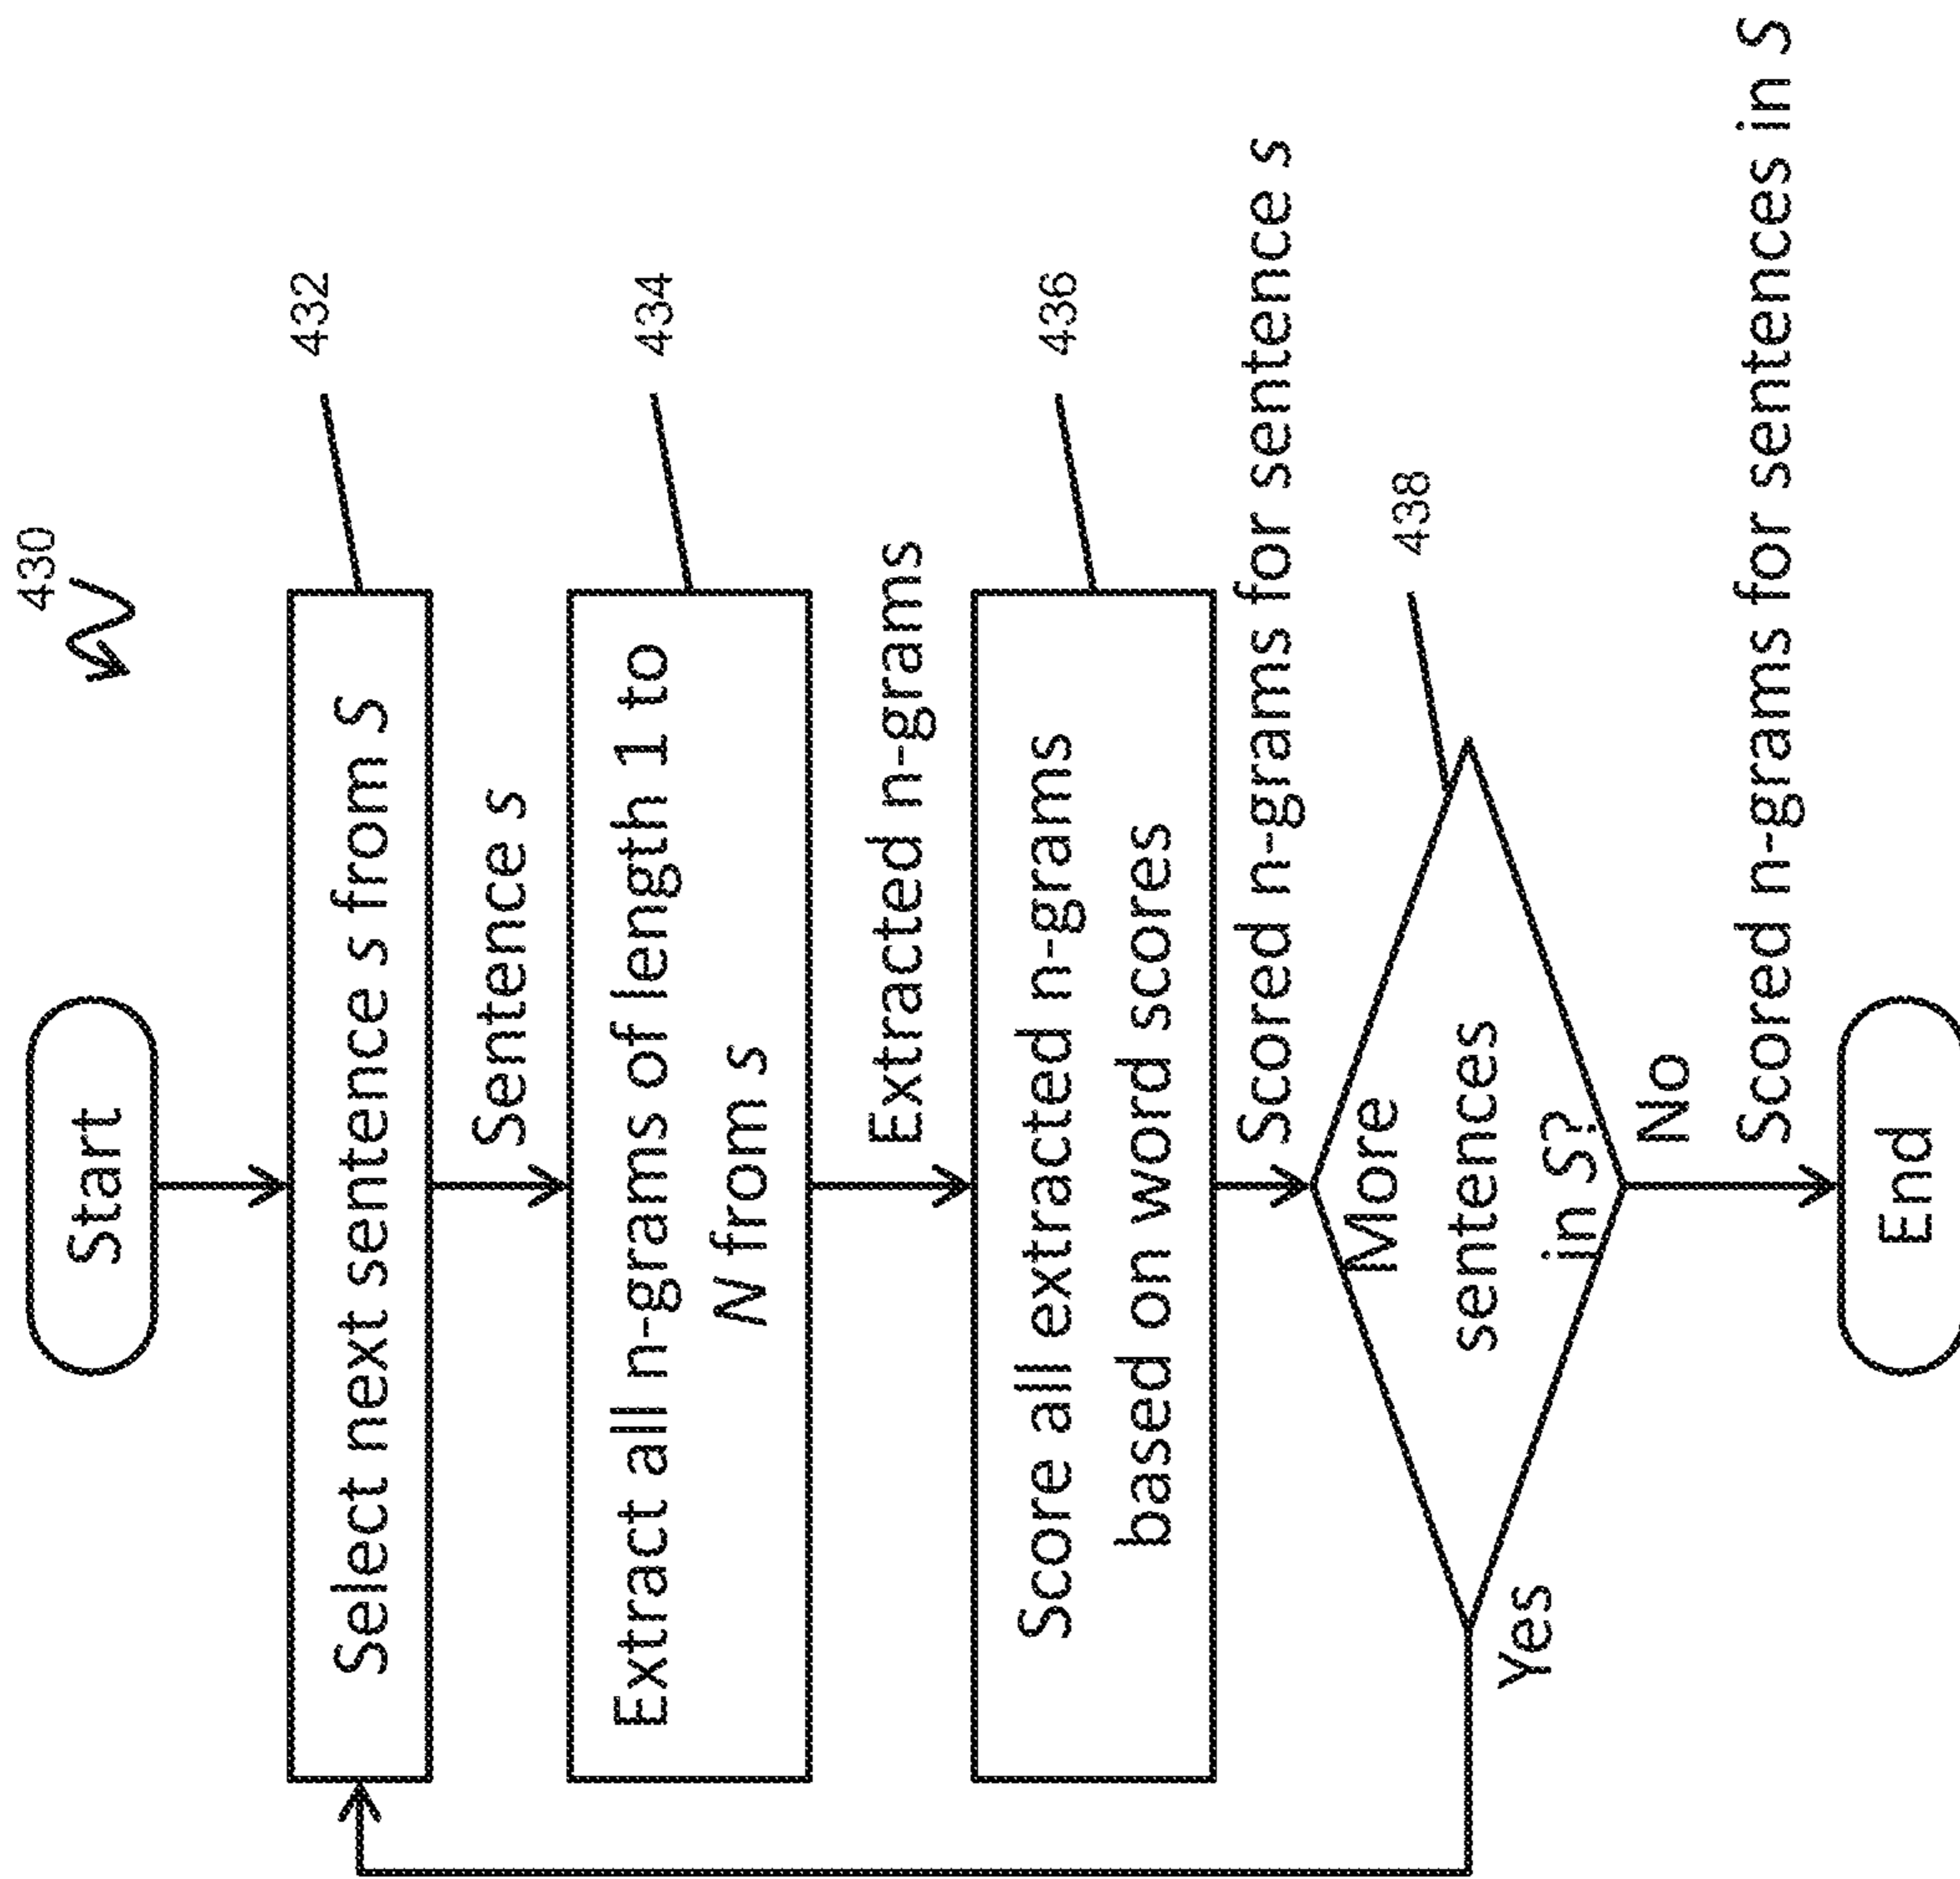 430
Start
432
Select next sentence s from S
Sentence s
434
Extract all n-grams of length 1 to
N from s
Extracted n-grams
436
Score all extracted n-grams
based on word scores
Scored n-grams for sentence s
438
More
sentences
in S?
Yes
No
Scored n-grams for sentences in S
End